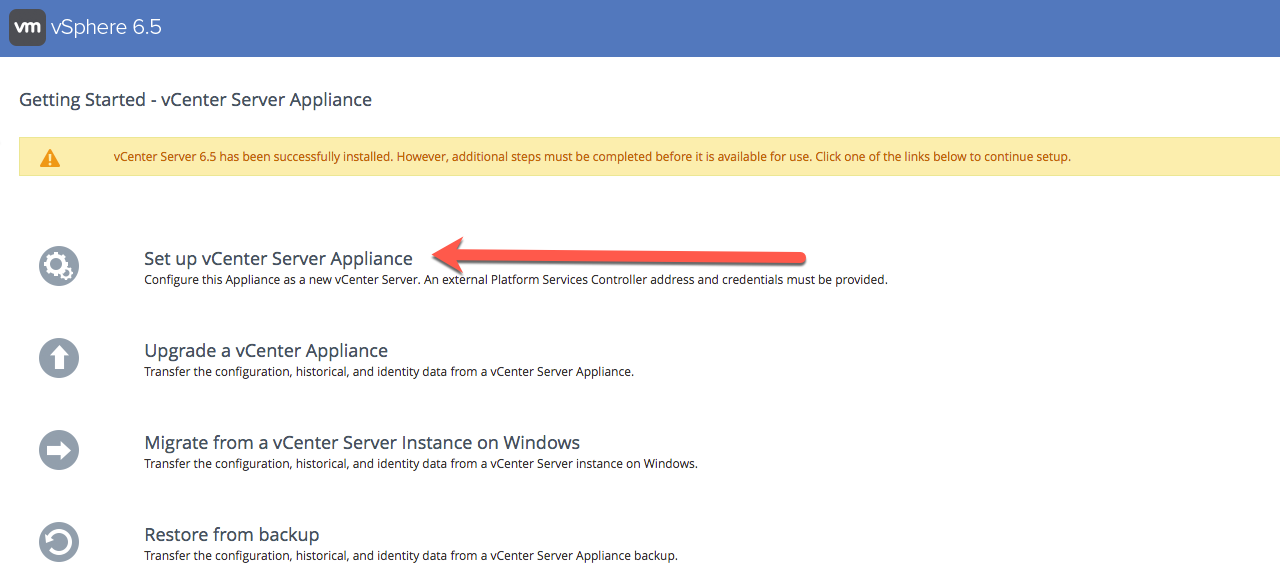 vm vSphere 6.5
Getting Started - vCenter Server Appliance
vCenter Server 6.5 has been successfully installed. However, additional steps must be completed before it is available for use. Click one of the links below to continue setup.
Set up vCenter Server Appliance
Configure this Appliance as a new vCenter Server. An external Platform Services Controller address and credentials must be provided.
Upgrade a vCenter Appliance
Transfer the configuration, historical, and identity data from a vCenter Server Appliance.
Migrate from a vCenter Server Instance on Windows
Transfer the configuration, historical, and identity data from a vCenter Server instance on Windows.
Restore from backup
Transfer the configuration, historical, and identity data from a vCenter Server Appliance backup.